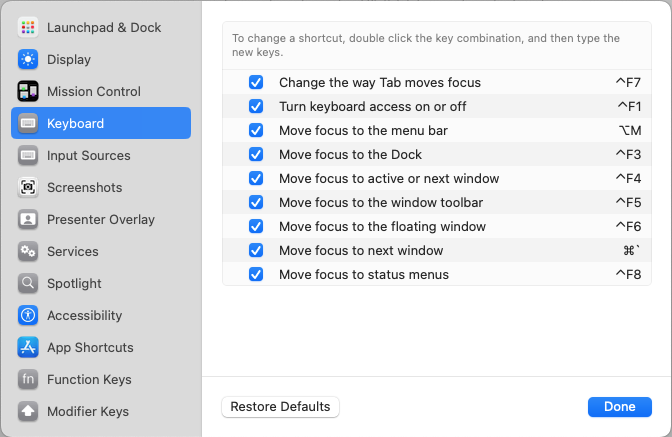 Launchpad & Dock
Display
Mission Control
Keyboard
Input Sources
Screenshots
Presenter Overlay
Services
Spotlight
Accessibility
App Shortcuts
fn Function Keys
Modifier Keys
To change a shortcut, double click the key combination, and then type the
new keys.
Change the way Tab moves focus ^F7
Turn keyboard access on or off ^F1
Move focus to the menu bar ⌥M
Move focus to the Dock ^F3
Move focus to active or next window ^F4
Move focus to the window toolbar ^F5
Move focus to the floating window ^F6
Move focus to next window ⌘`
Move focus to status menus ^F8
Restore Defaults
Done